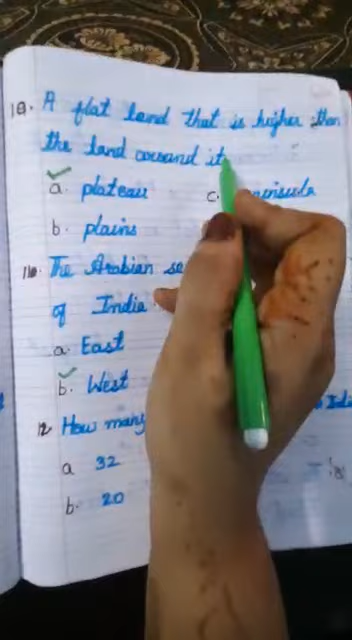 10. A flat land that is higher than
the land around it
a. plateau c.
b. plains
11. The Arabian
of India
a. East
b. West
12. How many
a 32
b. 20